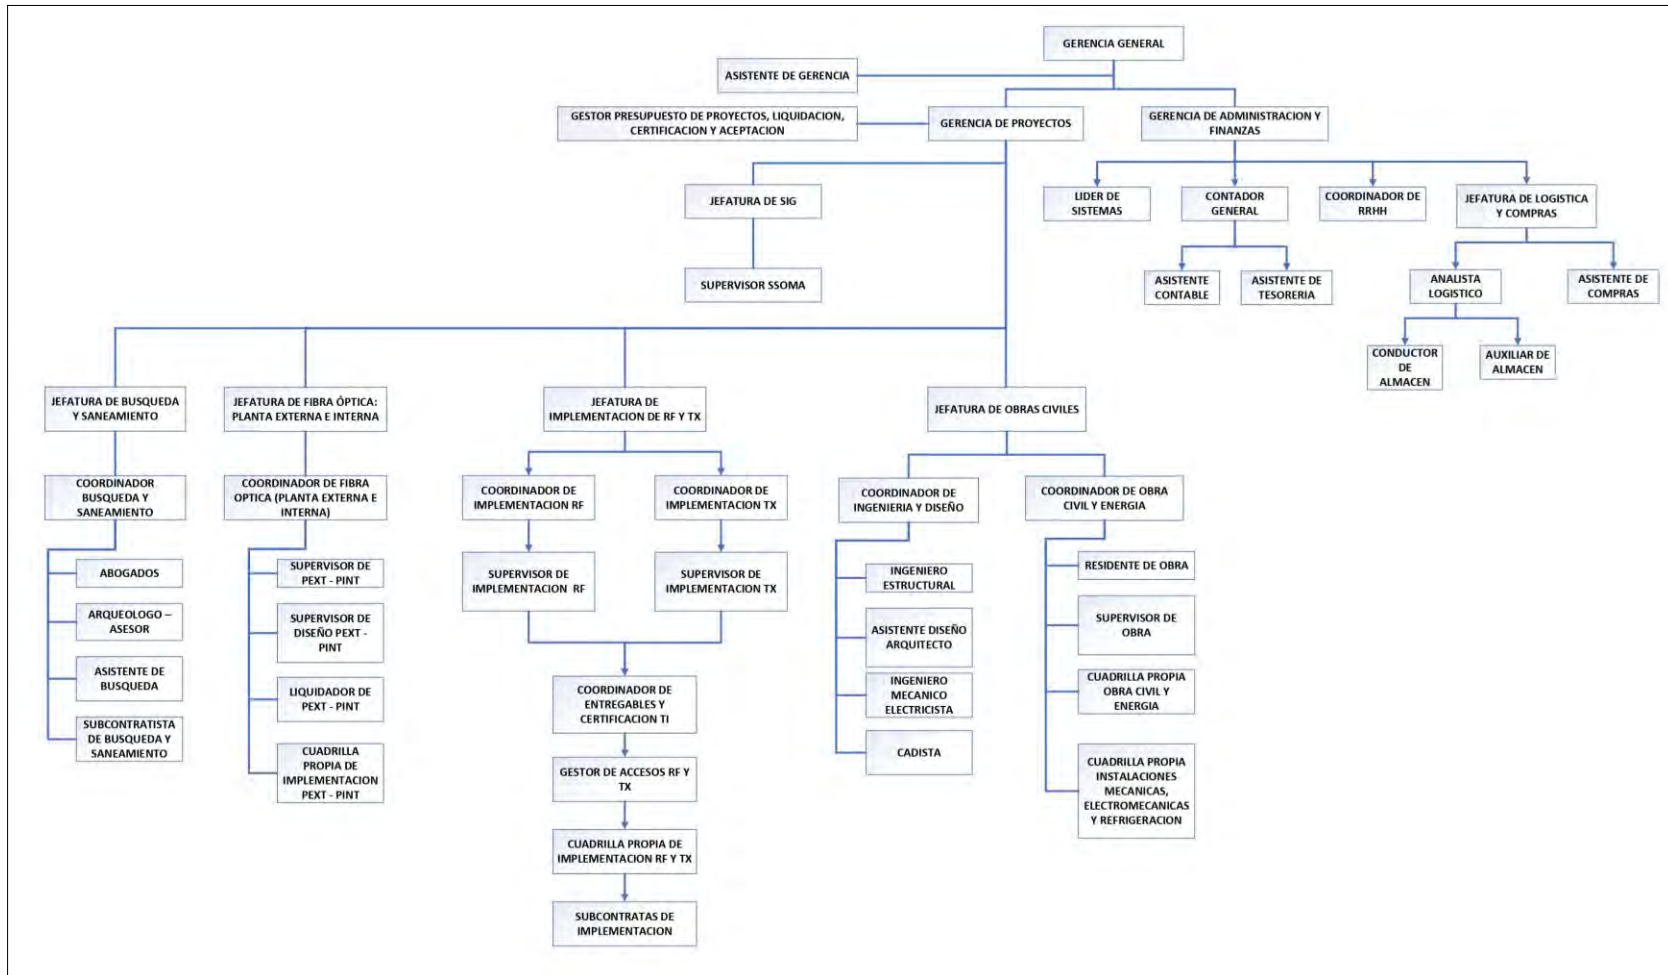 GERENCIA GENERAL
ASISTENTE DE GERENCIA
GESTOR PRESUPUESTO DE PROYECTOS, LIQUIDACION,
CERTIFICACION Y ACEPTACION
GERENCIA DE PROYECTOS
GERENCIA DE ADMINISTRACION Y
FINANZAS
JEFATURA DE SIG
SUPERVISOR SSOMA
LIDER DE
SISTEMAS
CONTADOR
GENERAL
COORDINADOR DE
RRHH
JEFATURA DE LOGISTICA
Y COMPRAS
ASISTENTE
CONTABLE
ASISTENTE DE
TESORERIA
ANALISTA
LOGISTICO
ASISTENTE DE
COMPRAS
CONDUCTOR
DE
ALMACEN
AUXILIAR DE
ALMACEN
JEFATURA DE BUSQUEDA
Y SANEAMIENTO
COORDINADOR
BUSQUEDA Y
SANEAMIENTO
ABOGADOS
ARQUEOLOGO –
ASESOR
ASISTENTE DE
BUSQUEDA
SUBCONTRATISTA
DE BUSQUEDA Y
SANEAMIENTO
JEFATURA DE FIBRA ÓPTICA:
PLANTA EXTERNA E INTERNA
COORDINADOR DE FIBRA
OPTICA (PLANTA EXTERNA E
INTERNA)
SUPERVISOR DE
PEXT - PINT
SUPERVISOR DE
DISEÑO PEXT -
PINT
LIQUIDADOR DE
PEXT - PINT
CUADRILLA
PROPIA DE
IMPLEMENTACION
PEXT - PINT
JEFATURA DE
IMPLEMENTACION DE RF Y TX
COORDINADOR DE
IMPLEMENTACION RF
COORDINADOR DE
IMPLEMENTACION TX
SUPERVISOR DE
IMPLEMENTACION RF
SUPERVISOR DE
IMPLEMENTACION TX
COORDINADOR DE
ENTREGABLES Y
CERTIFICACION TI
GESTOR DE ACCESOS RF Y
TX
CUADRILLA PROPIA DE
IMPLEMENTACION RF Y TX
SUBCONTRATAS DE
IMPLEMENTACION
JEFATURA DE OBRAS CIVILES
COORDINADOR DE
INGENIERIA Y DISEÑO
INGENIERO
ESTRUCTURAL
ASISTENTE DISEÑO
ARQUITECTO
INGENIERO
MECANICO
ELECTRICISTA
CADISTA
COORDINADOR DE OBRA
CIVIL Y ENERGIA
RESIDENTE DE OBRA
SUPERVISOR DE
OBRA
CUADRILLA PROPIA
OBRA CIVIL Y
ENERGIA
CUADRILLA PROPIA
INSTALACIONES
MECANICAS,
ELECTROMECANICAS
Y REFRIGERACION